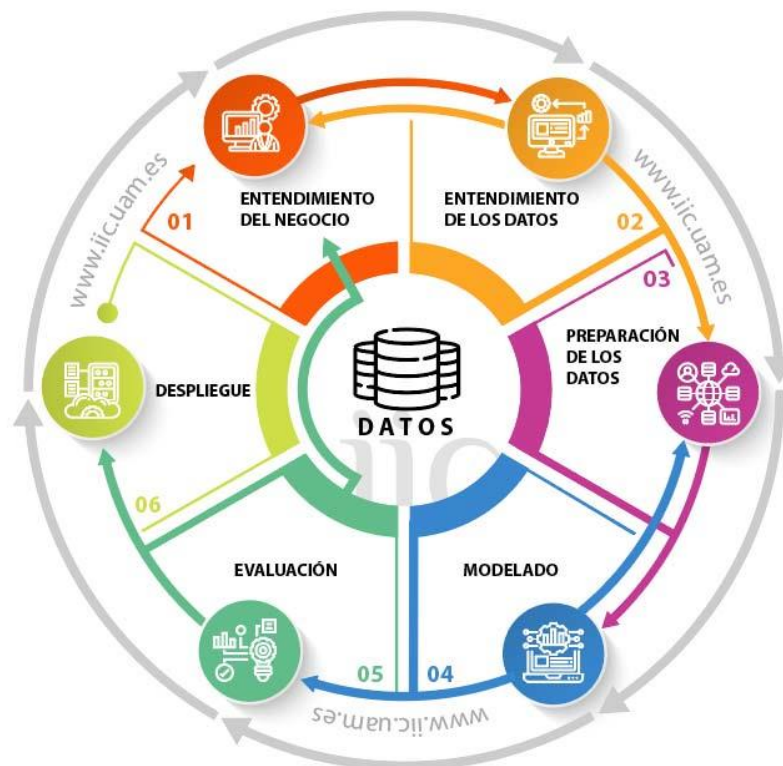 www.iic.uam.es
www.iic.uam.es
01
ENTENDIMIENTO
DEL NEGOCIO
ENTENDIMIENTO
DE LOS DATOS
02
03
PREPARACIÓN
DE LOS
DATOS
DESPLIEGUE
DATOS
iic
06
EVALUACIÓN
MODELADO
05
04
www.iic.uam.es